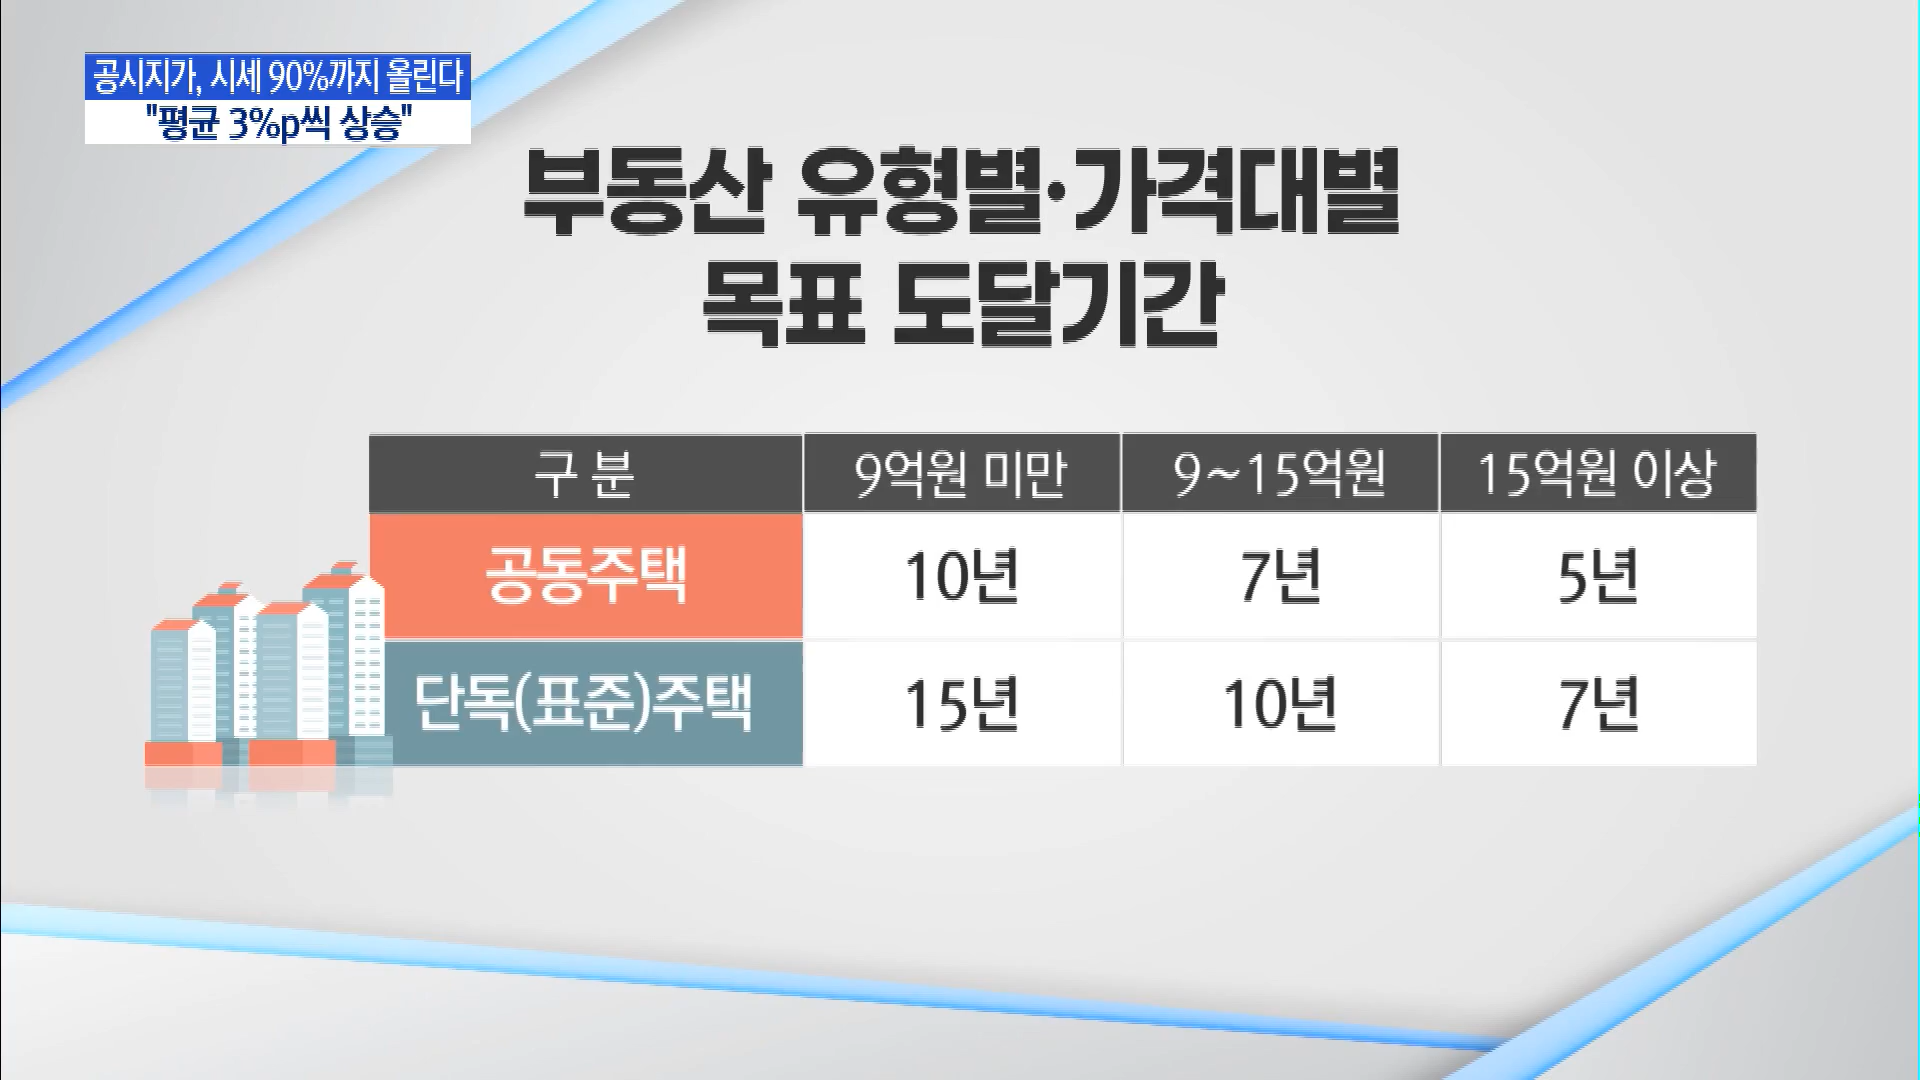 공시지가, 시세 90%까지 올린다
"평균 3%p씩 상승"
부동산 유형별·가격대별
목표 도달기간
구 분 9억원 미만 9~15억원 15억원 이상
공동주택 10년 7년 5년
단독(표준)주택 15년 10년 7년